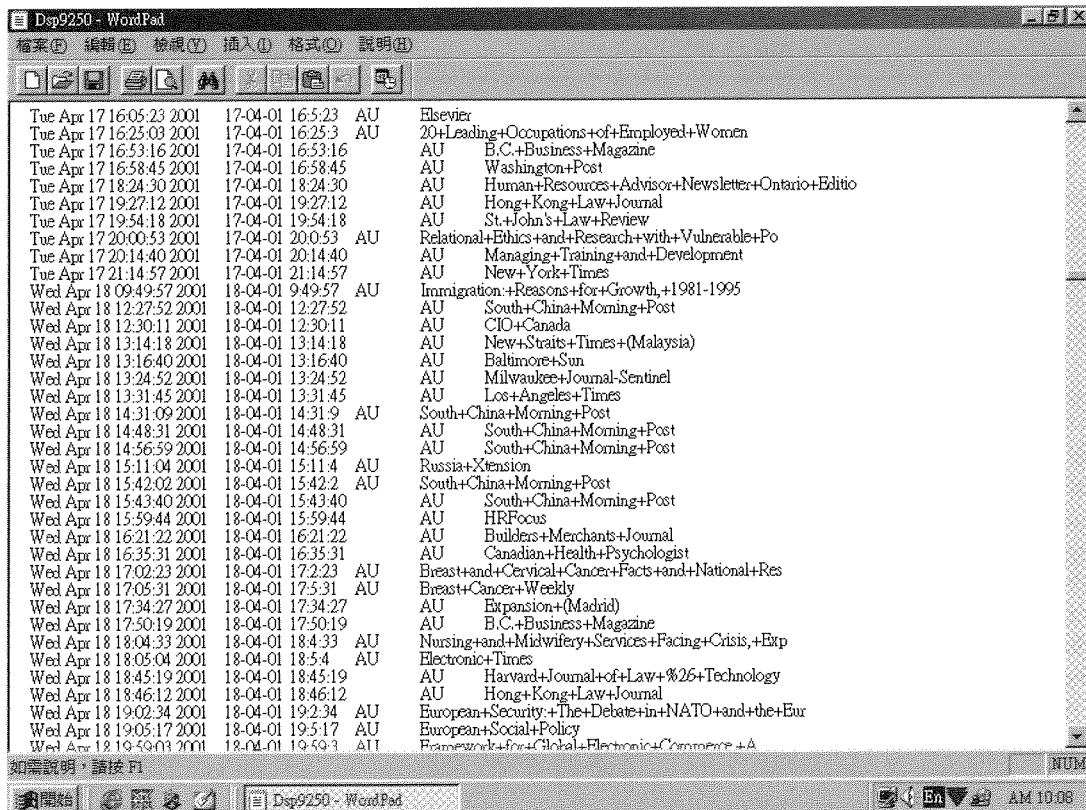 Dsp9250 - WordPad
檔案(F) 編輯(E) 檢視(V) 插入(I) 格式(O) 說明(H)
Tue Apr 17 16:05:23 2001 17-04-01 16:5:23 AU Elsevier
Tue Apr 17 16:25:03 2001 17-04-01 16:25:3 AU 20+Leading+Occupations+of+Employed+Women
Tue Apr 17 16:53:16 2001 17-04-01 16:53:16 AU B.C.+Business+Magazine
Tue Apr 17 16:58:45 2001 17-04-01 16:58:45 AU Washington+Post
Tue Apr 17 18:24:30 2001 17-04-01 18:24:30 AU Human+Resources+Advisor+Newsletter+Ontario+Editio
Tue Apr 17 19:27:12 2001 17-04-01 19:27:12 AU Hong+Kong+Law+Journal
Tue Apr 17 19:54:18 2001 17-04-01 19:54:18 AU St.+John's+Law+Review
Tue Apr 17 20:00:53 2001 17-04-01 20:0:53 AU Relational+Ethics+and+Research+with+Vulnerable+Po
Tue Apr 17 20:14:40 2001 17-04-01 20:14:40 AU Managing+Training+and+Development
Tue Apr 17 21:14:57 2001 17-04-01 21:14:57 AU New+York+Times
Wed Apr 18 09:49:57 2001 18-04-01 9:49:57 AU Immigration:+Reasons+for+Growth,+1981-1995
Wed Apr 18 12:27:52 2001 18-04-01 12:27:52 AU South+China+Morning+Post
Wed Apr 18 12:30:11 2001 18-04-01 12:30:11 AU CIO+Canada
Wed Apr 18 13:14:18 2001 18-04-01 13:14:18 AU New+Straits+Times+(Malaysia)
Wed Apr 18 13:16:40 2001 18-04-01 13:16:40 AU Baltimore+Sun
Wed Apr 18 13:24:52 2001 18-04-01 13:24:52 AU Milwaukee+Journal-Sentinel
Wed Apr 18 13:31:45 2001 18-04-01 13:31:45 AU Los+Angeles+Times
Wed Apr 18 14:31:09 2001 18-04-01 14:31:9 AU South+China+Morning+Post
Wed Apr 18 14:48:31 2001 18-04-01 14:48:31 AU South+China+Morning+Post
Wed Apr 18 14:56:59 2001 18-04-01 14:56:59 AU South+China+Morning+Post
Wed Apr 18 15:11:04 2001 18-04-01 15:11:4 AU Russia+Xtension
Wed Apr 18 15:42:02 2001 18-04-01 15:42:2 AU South+China+Morning+Post
Wed Apr 18 15:43:40 2001 18-04-01 15:43:40 AU South+China+Morning+Post
Wed Apr 18 15:59:44 2001 18-04-01 15:59:44 AU HRFocus
Wed Apr 18 16:21:22 2001 18-04-01 16:21:22 AU Builders+Merchants+Journal
Wed Apr 18 16:35:31 2001 18-04-01 16:35:31 AU Canadian+Health+Psychologist
Wed Apr 18 17:02:23 2001 18-04-01 17:2:23 AU Breast+and+Cervical+Cancer+Facts+and+National+Res
Wed Apr 18 17:05:31 2001 18-04-01 17:5:31 AU Breast+Cancer+Weekly
Wed Apr 18 17:34:27 2001 18-04-01 17:34:27 AU Expansion+(Madrid)
Wed Apr 18 17:50:19 2001 18-04-01 17:50:19 AU B.C.+Business+Magazine
Wed Apr 18 18:04:33 2001 18-04-01 18:4:33 AU Nursing+and+Midwifery+Services+Facing+Crisis,+Exp
Wed Apr 18 18:05:04 2001 18-04-01 18:5:4 AU Electronic+Times
Wed Apr 18 18:45:19 2001 18-04-01 18:45:19 AU Harvard+Journal+of+Law+%26+Technology
Wed Apr 18 18:46:12 2001 18-04-01 18:46:12 AU Hong+Kong+Law+Journal
Wed Apr 18 19:02:34 2001 18-04-01 19:2:34 AU European+Security:+The+Debate+in+NATO+and+the+Eur
Wed Apr 18 19:05:17 2001 18-04-01 19:5:17 AU European+Social+Policy
Wed Apr 18 19:59:03 2001 18-04-01 19:59:3 AU Framework+for+Global+Electronic+Commerce,+A
如需說明，請按 F1 NUM
開始 Dsp9250 - WordPad En AM 10:08